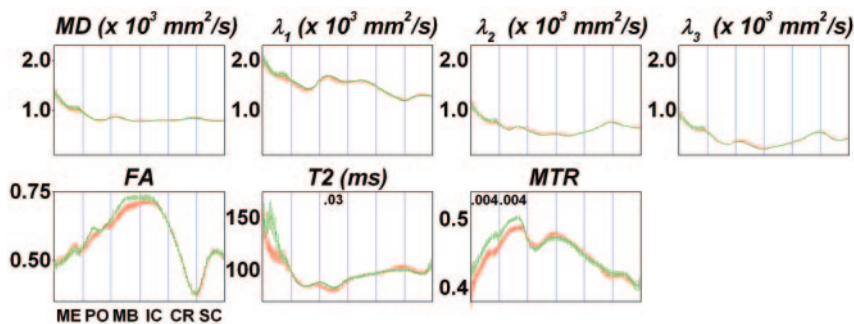 MD (x 10³ mm²/s) λ₁ (x 10³ mm²/s) λ₂ (x 10³ mm²/s) λ₃ (x 10³ mm²/s)
2.0 2.0 2.0 2.0
1.0 1.0 1.0 1.0
FA T2 (ms) MTR
0.75 .03 .004.004
150 0.5
0.50 100 0.4
ME PO MB IC CR SC